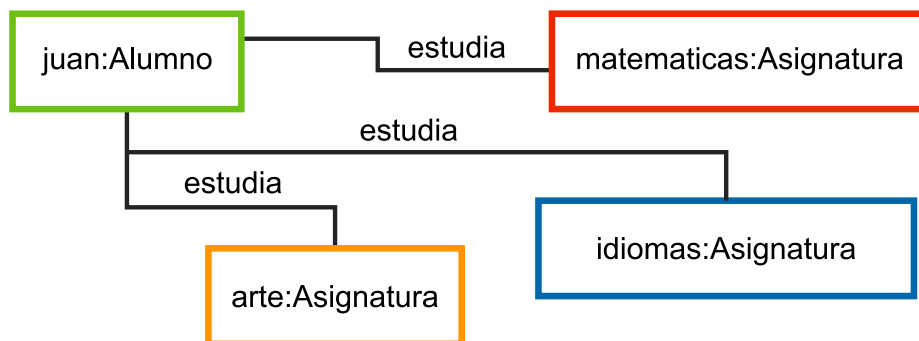 juan:Alumno
estudia
matematicas:Asignatura
estudia
estudia
idiomas:Asignatura
arte:Asignatura